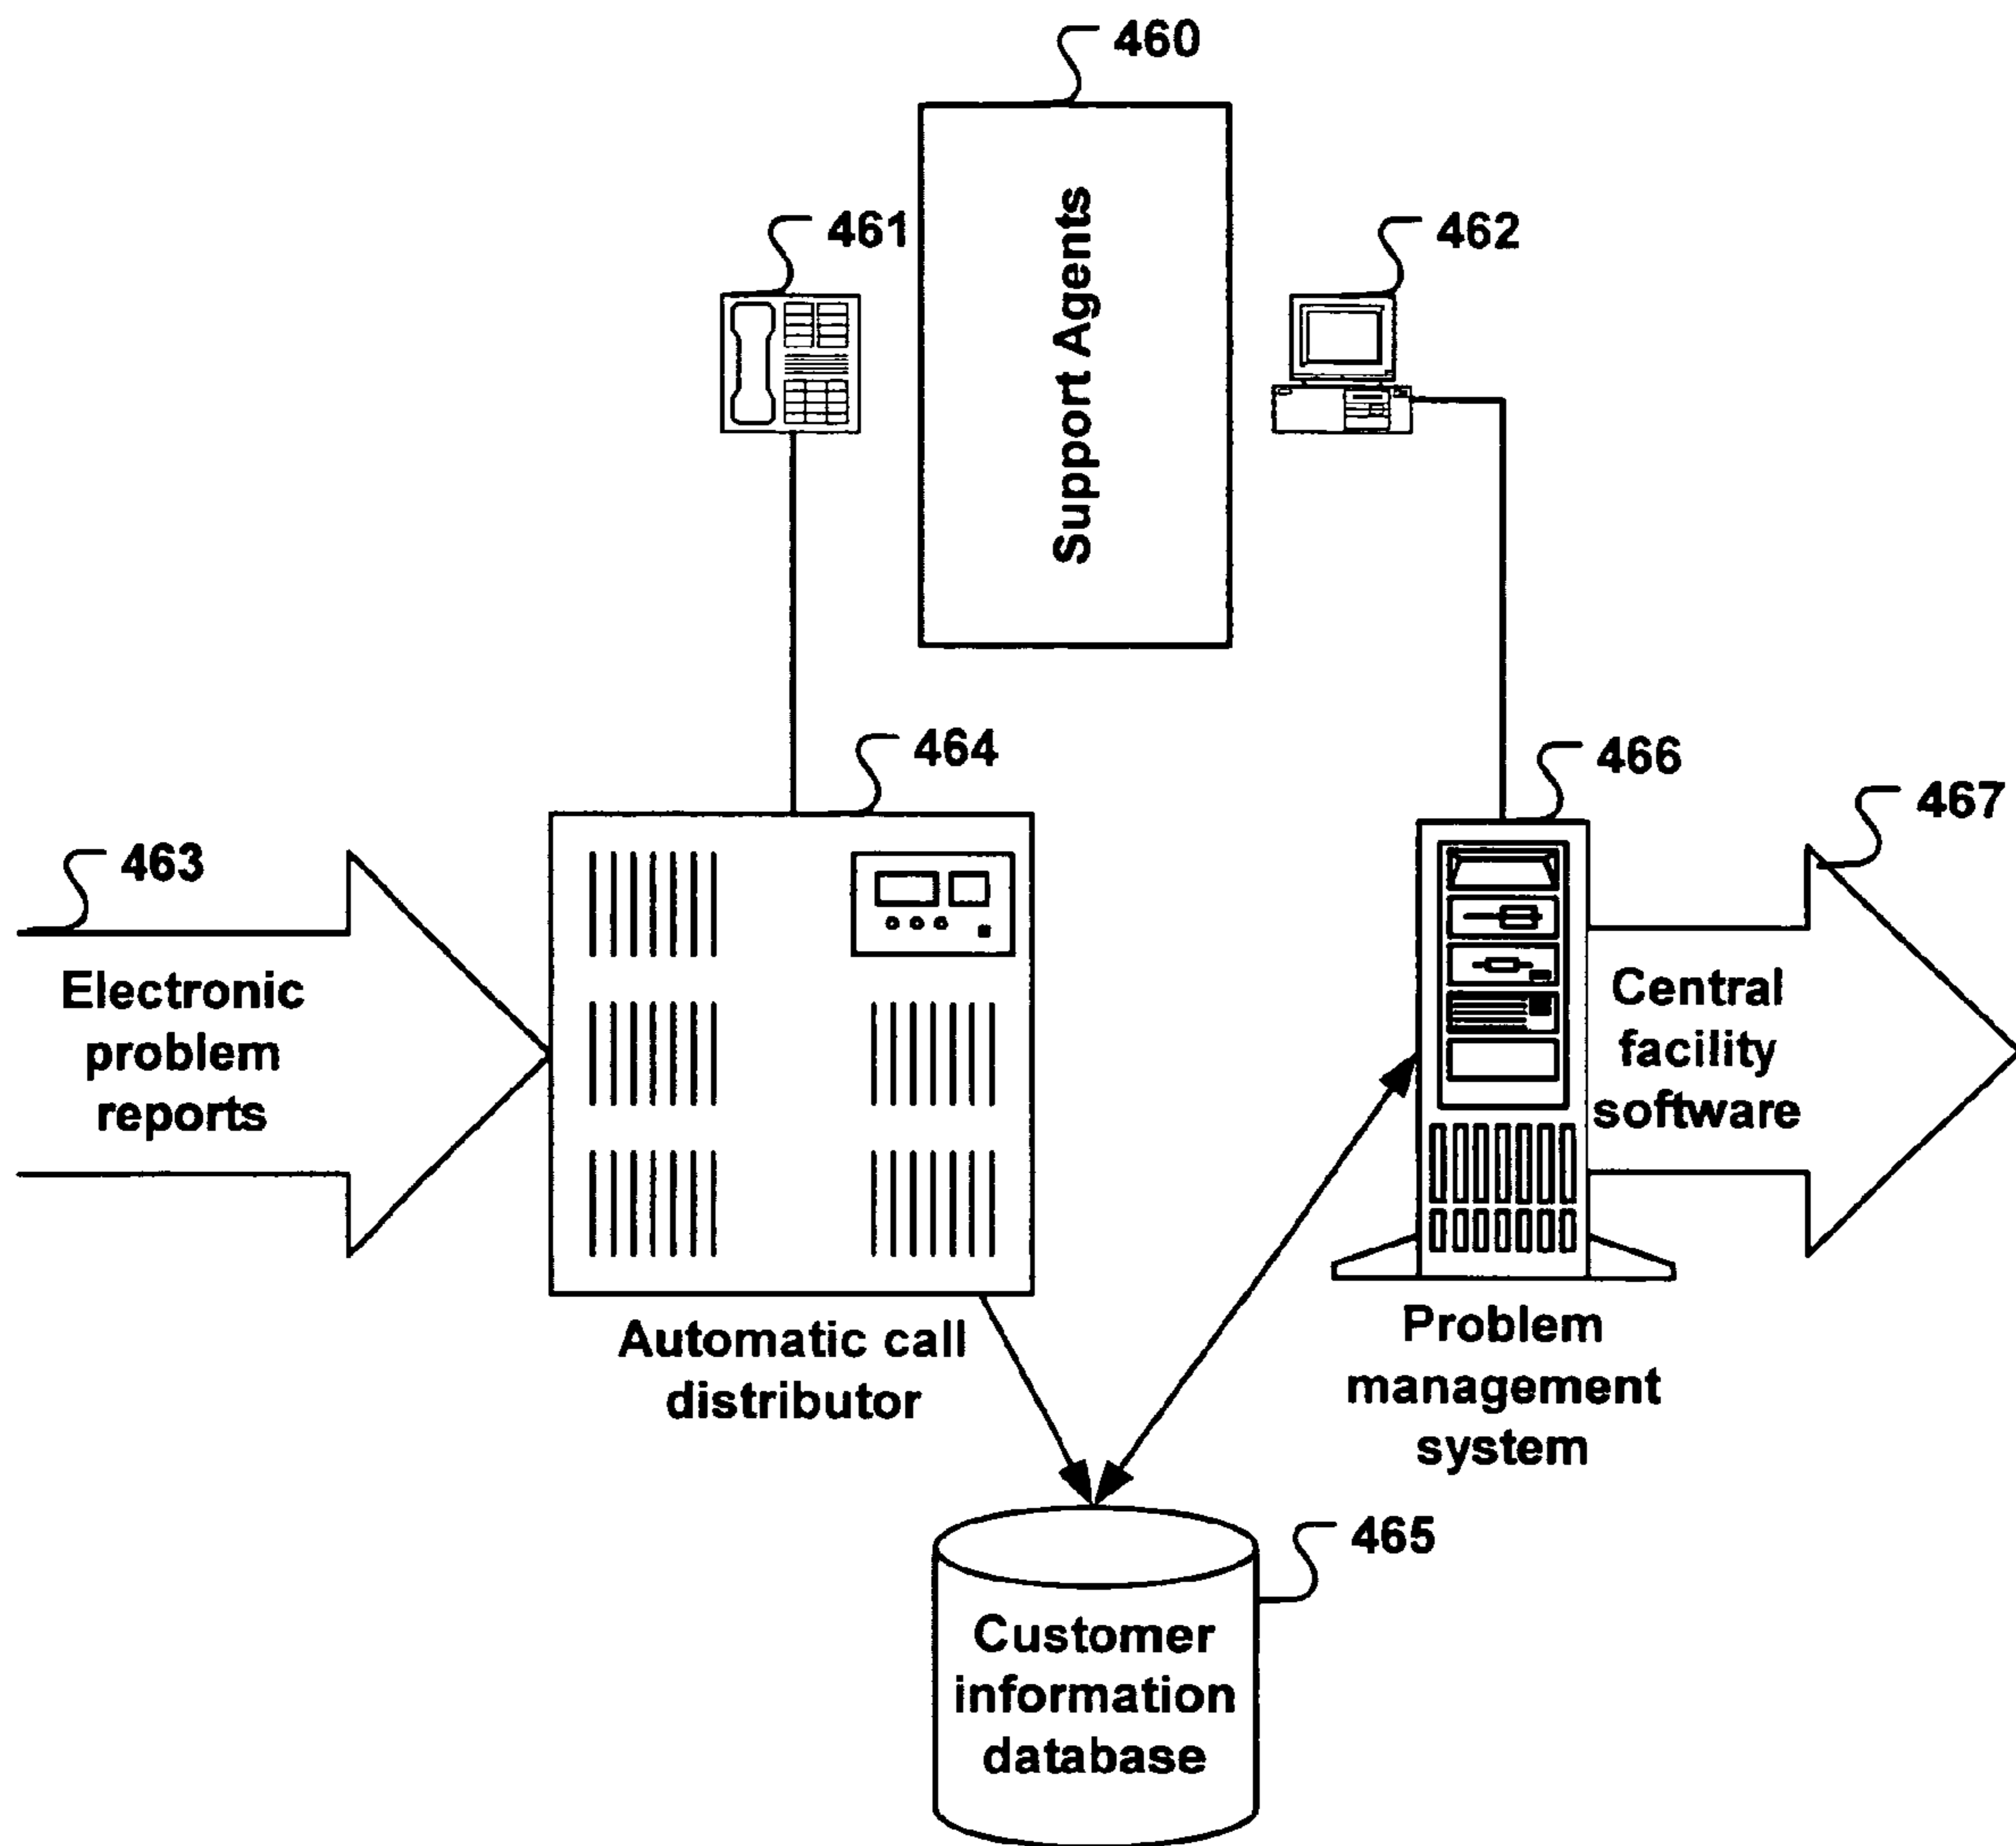 460
461
Support Agents
462
464
466
467
463
Electronic
problem
reports
Central
facility
software
Automatic call
distributor
Problem
management
system
465
Customer
information
database